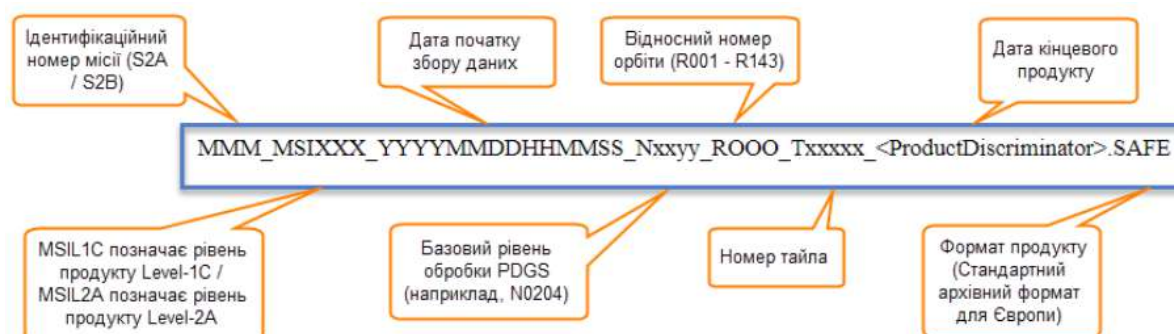 Ідентифікаційний
номер місії (S2A
/ S2B)
Дата початку
збору даних
Відносний номер
орбіти (R001 - R143)
Дата кінцевого
продукту
MMM_MSIXXX_YYYYMMDDHHMMSS_Nxxyy_ROOO_Txxxxx_<ProductDiscriminator>.SAFE
MSIL1C позначає рівень
продукту Level-1C /
MSIL2A позначає рівень
продукту Level-2A
Базовий рівень
обробки PDGS
(наприклад, N0204)
Номер тайла
Формат продукту
(Стандартний
архівний формат
для Європи)